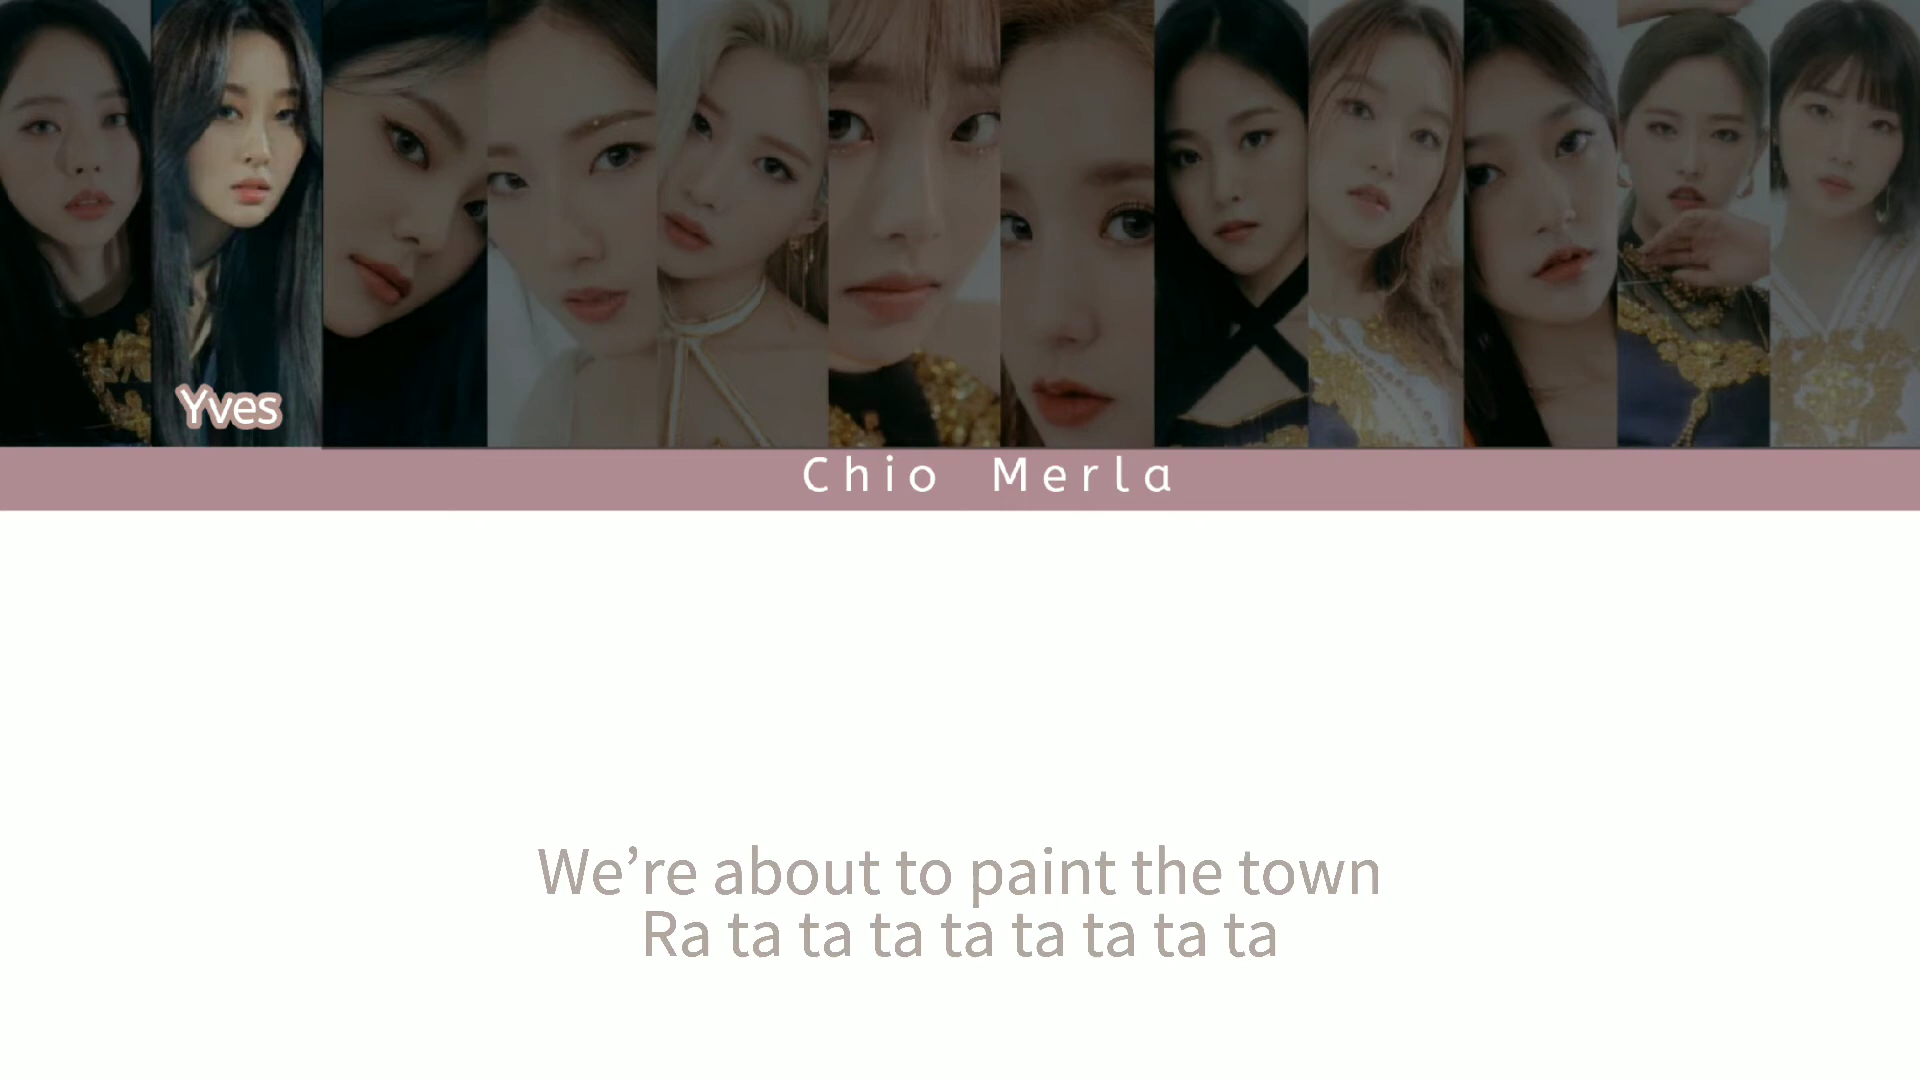 Yves
Chio Merla
We’re about to paint the town
Ra ta ta ta ta ta ta ta ta